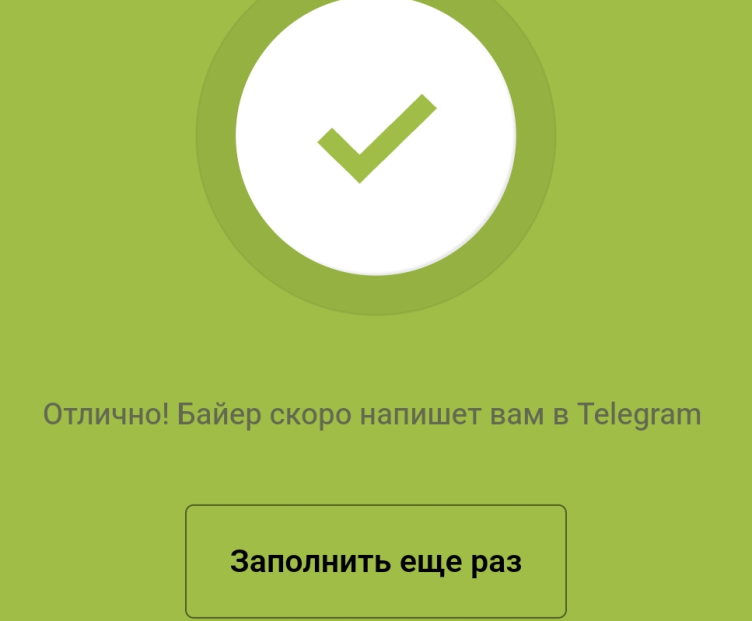 Отлично! Байер скоро напишет вам в Telegram
Заполнить еще раз